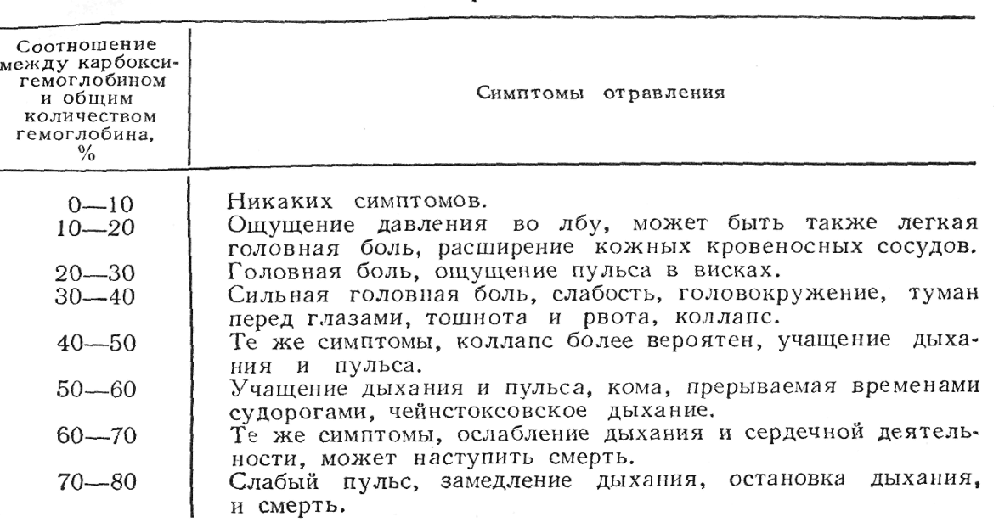 Соотношение
между карбокси-
гемоглобином
и общим
количеством
гемоглобина,
%
Симптомы отравления
0—10 Никаких симптомов.
10—20 Ощущение давления во лбу, может быть также легкая
головная боль, расширение кожных кровеносных сосудов.
20—30 Головная боль, ощущение пульса в висках.
30—40 Сильная головная боль, слабость, головокружение, туман
перед глазами, тошнота и рвота, коллапс.
40—50 Те же симптомы, коллапс более вероятен, учащение дыха-
ния и пульса.
50—60 Учащение дыхания и пульса, кома, прерываемая временами
судорогами, чейнстоксовское дыхание.
60—70 Те же симптомы, ослабление дыхания и сердечной деятель-
ности, может наступить смерть.
70—80 Слабый пульс, замедление дыхания, остановка дыхания,
и смерть.